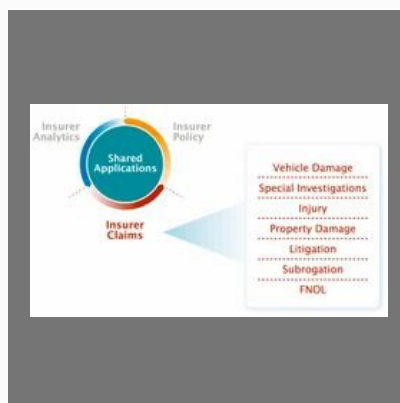 Insurer
Analytics
Insurer
Policy
Shared
Applications
Insurer
Claims
Vehicle Damage
Special Investigations
Injury
Property Damage
Litigation
Subrogation
FNOL